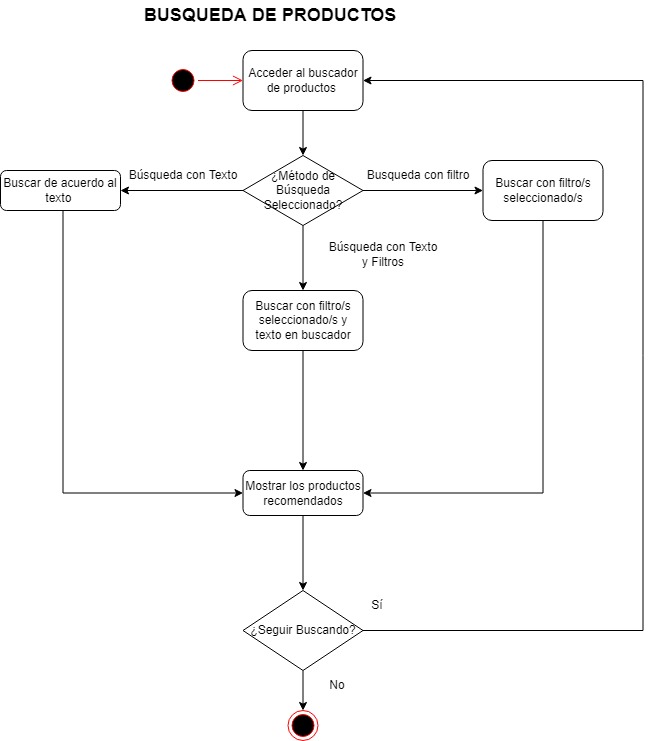 BUSQUEDA DE PRODUCTOS
Acceder al buscador
de productos
¿Método de
Búsqueda
Seleccionado?
Búsqueda con Texto
Busqueda con filtro
Buscar de acuerdo al
texto
Buscar con filtro/s
seleccionado/s
Búsqueda con Texto
y Filtros
Buscar con filtro/s
seleccionado/s y
texto en buscador
Mostrar los productos
recomendados
¿Seguir Buscando?
Sí
No